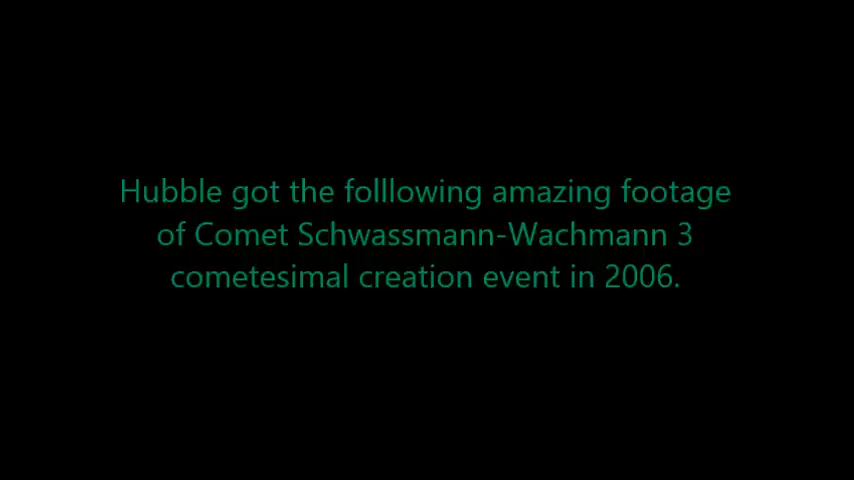 Hubble got the folllowing amazing footage
of Comet Schwassmann-Wachmann 3
cometesimal creation event in 2006.